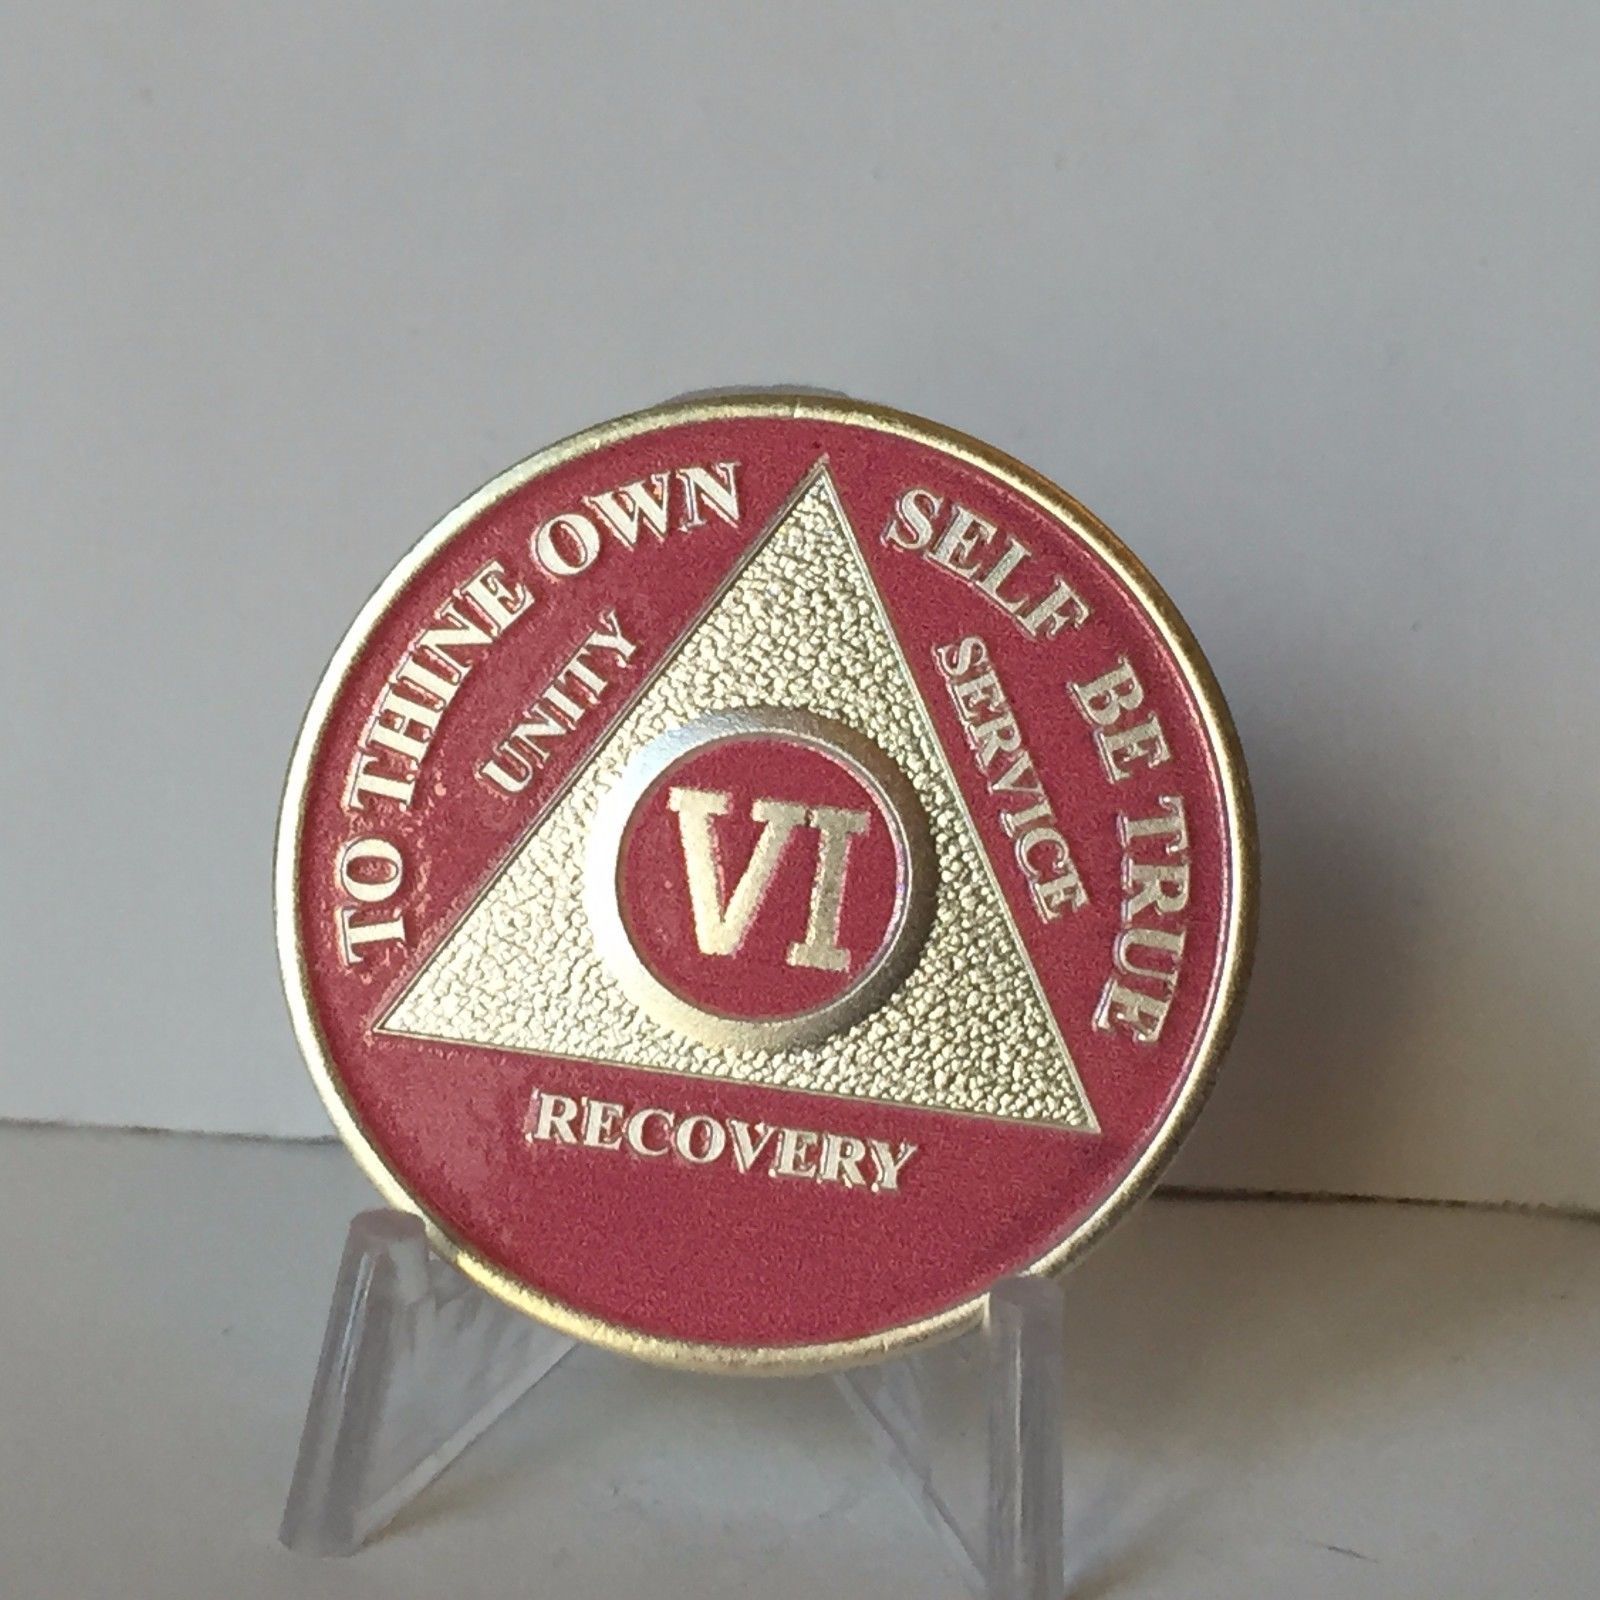 TO THINE OWN SELF BE TRUE
UNITY
SERVICE
VI
RECOVERY